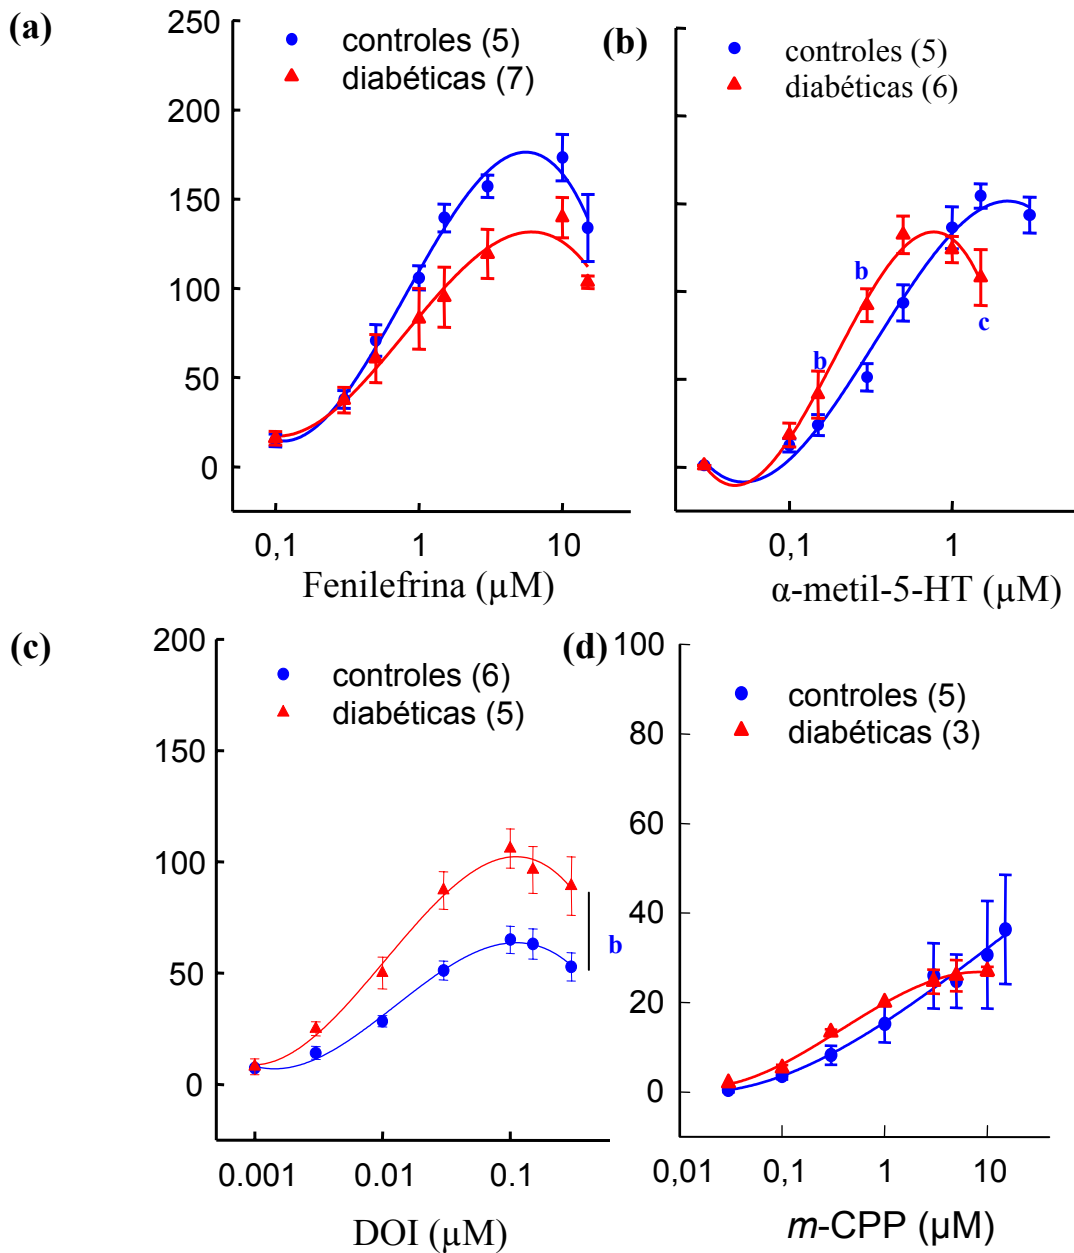 (a)
250
200
150
100
50
0
controles (5)
diabéticas (7)
0,1 1 10
Fenilefrina (µM)
(b)
controles (5)
diabéticas (6)
b
b
c
0,1 1
α-metil-5-HT (µM)
(c)
200
150
100
50
0
controles (6)
diabéticas (5)
b
0.001 0.01 0.1
DOI (µM)
(d)
100
80
60
40
20
0
controles (5)
diabéticas (3)
0,01 0,1 1 10
m-CPP (µM)